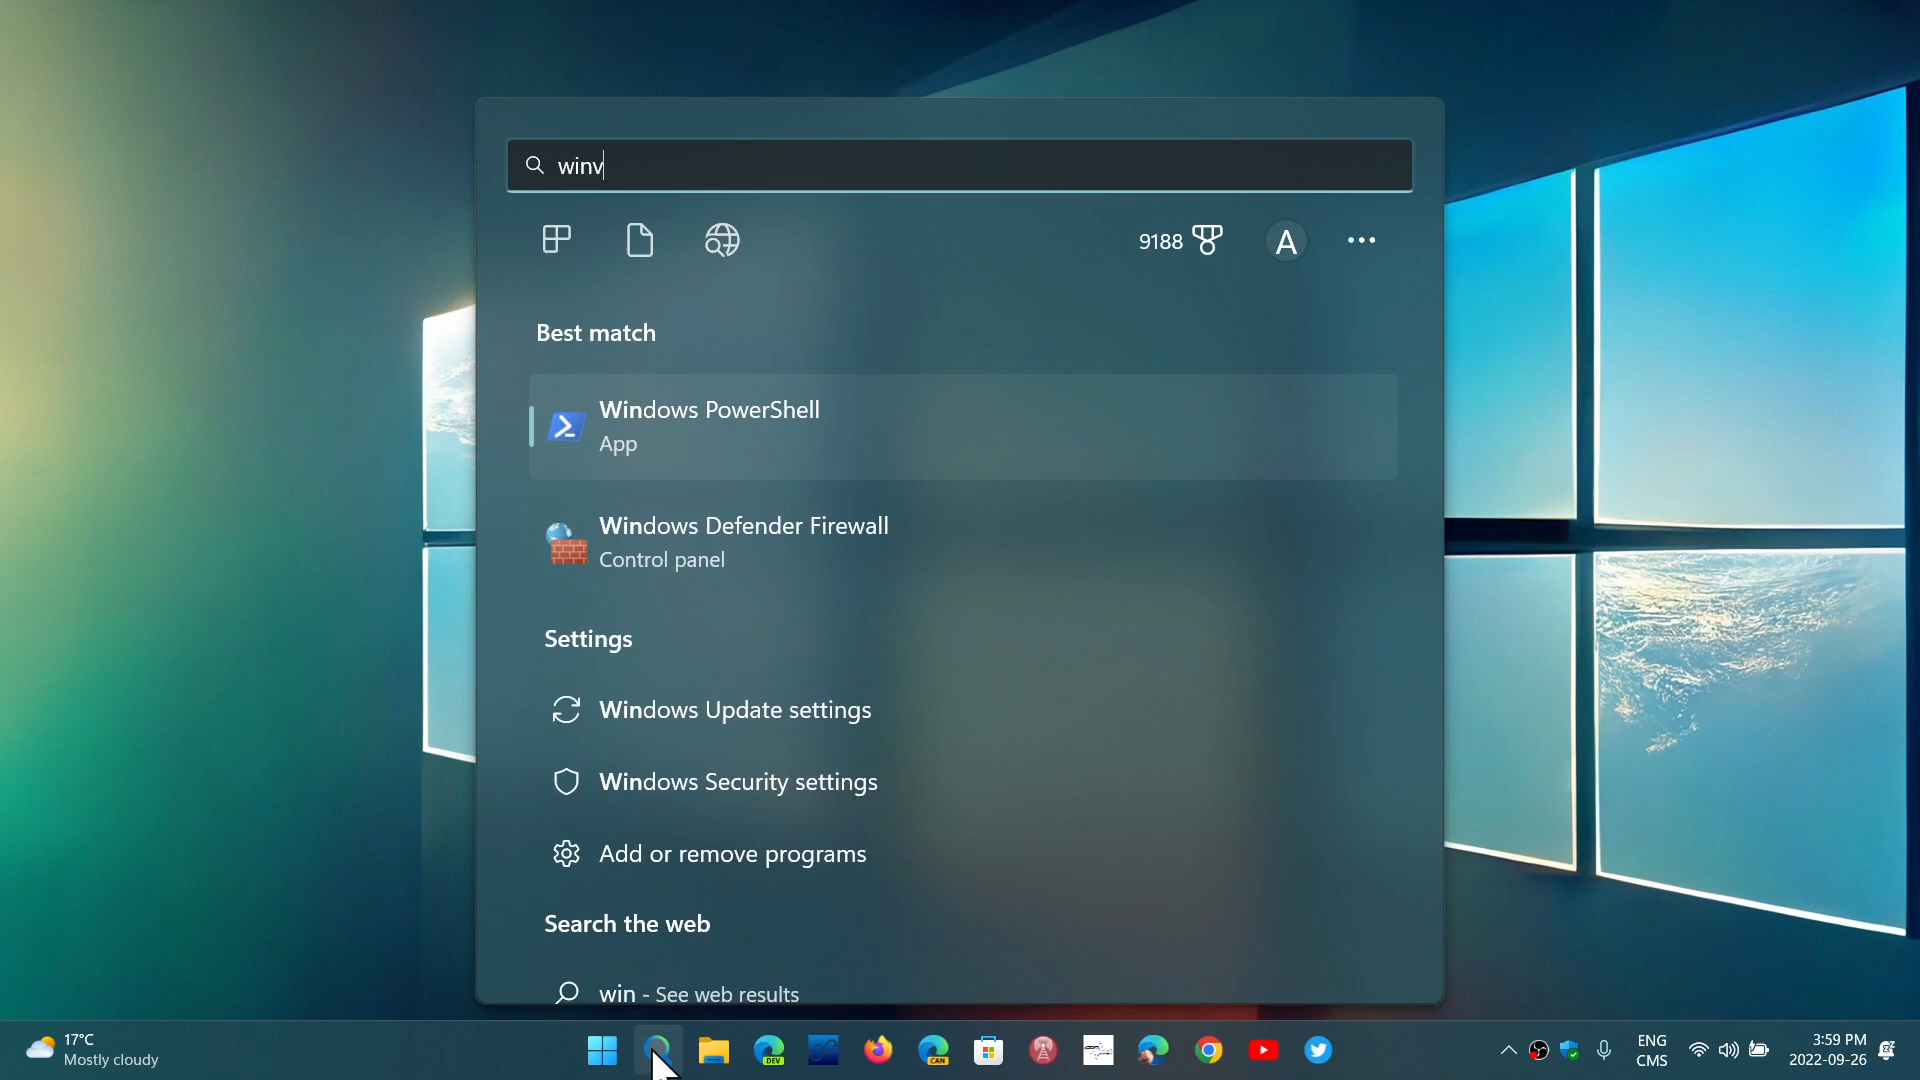 winv
9188
A
Best match
Windows PowerShell
App
Windows Defender Firewall
Control panel
Settings
Windows Update settings
Windows Security settings
Add or remove programs
Search the web
win - See web results
17°C
Mostly cloudy
DEV
CAN
ENG
CMS
3:59 PM
2022-09-26